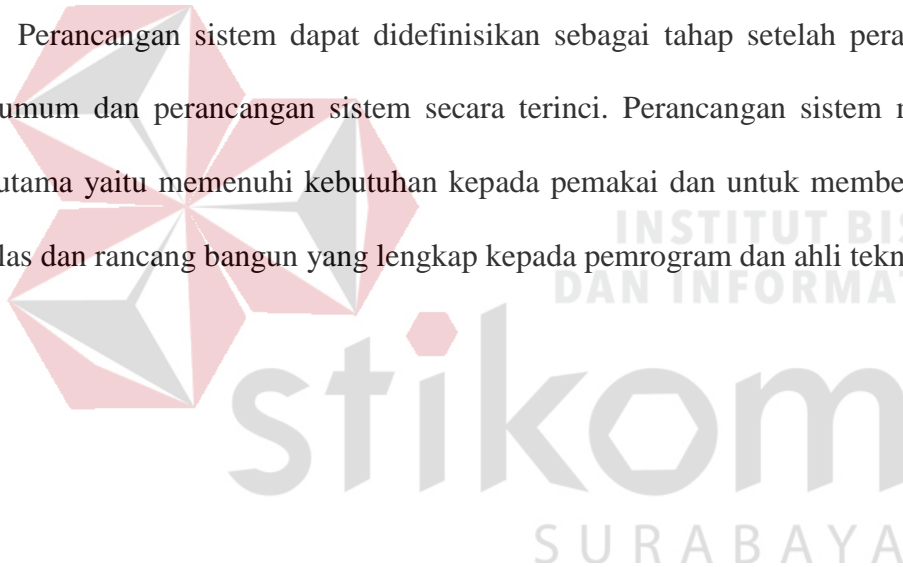 Perancangan sistem dapat didefinisikan sebagai tahap setelah pera
umum dan perancangan sistem secara terinci. Perancangan sistem
utama yaitu memenuhi kebutuhan kepada pemakai dan untuk membe
las dan rancang bangun yang lengkap kepada pemrogram dan ahli tekn
INSTITUT BIS
DAN INFORMAT
stikom
SURABAYA